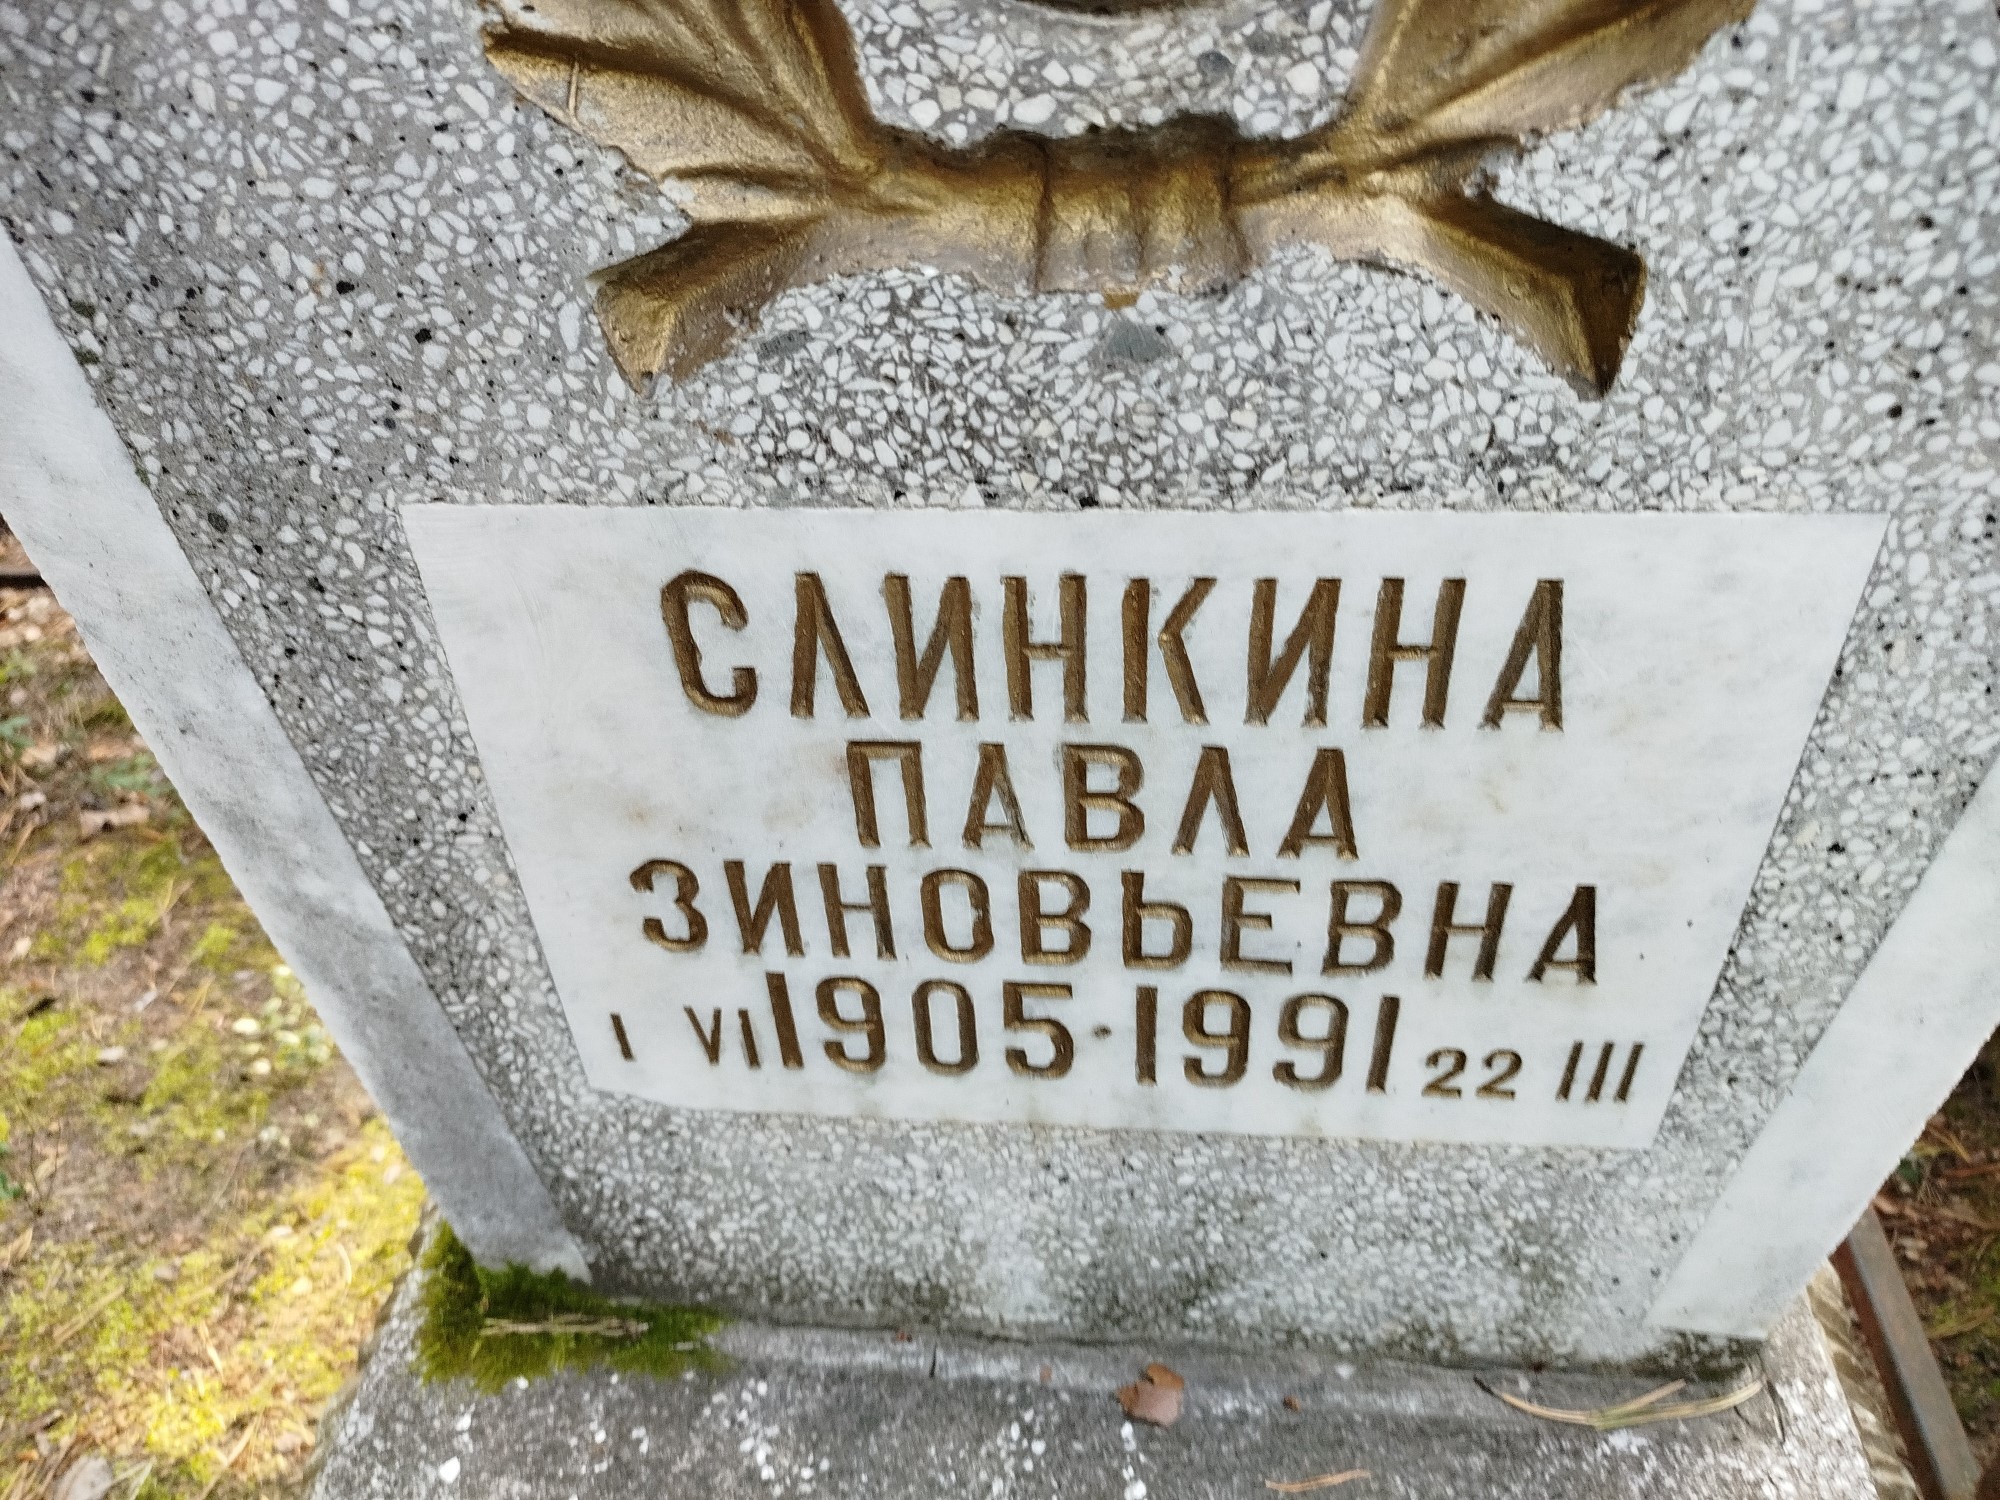 СЛИНКИНА
ПАВЛА
ЗИНОВЬЕВНА
I VI 1905·1991 22 III